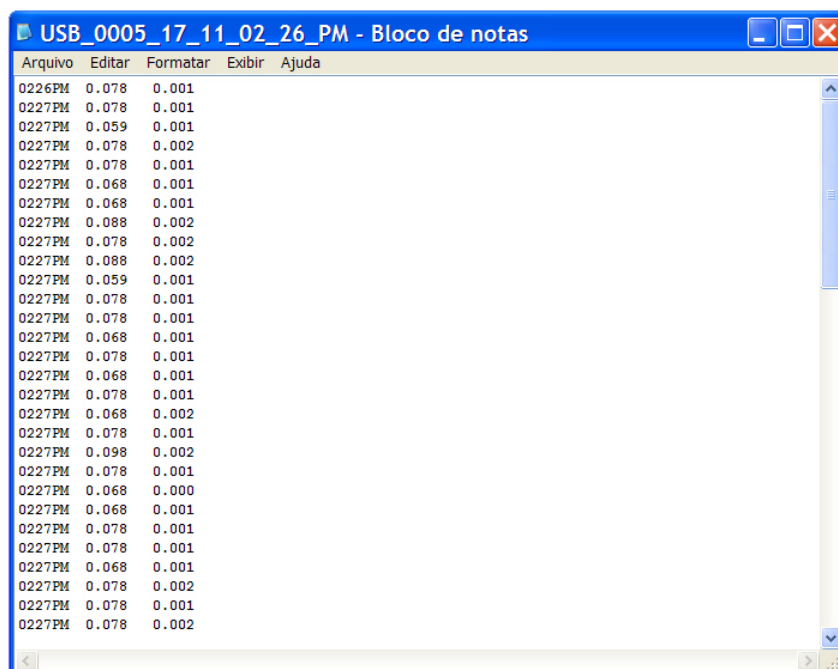 USB_0005_17_11_02_26_PM - Bloco de notas
Arquivo Editar Formatar Exibir Ajuda
0226PM 0.078 0.001
0227PM 0.078 0.001
0227PM 0.059 0.001
0227PM 0.078 0.002
0227PM 0.078 0.001
0227PM 0.068 0.001
0227PM 0.068 0.001
0227PM 0.088 0.002
0227PM 0.078 0.002
0227PM 0.088 0.002
0227PM 0.059 0.001
0227PM 0.078 0.001
0227PM 0.078 0.001
0227PM 0.068 0.001
0227PM 0.078 0.001
0227PM 0.068 0.001
0227PM 0.078 0.001
0227PM 0.068 0.002
0227PM 0.078 0.001
0227PM 0.098 0.002
0227PM 0.078 0.001
0227PM 0.068 0.000
0227PM 0.068 0.001
0227PM 0.078 0.001
0227PM 0.078 0.001
0227PM 0.068 0.001
0227PM 0.078 0.002
0227PM 0.078 0.001
0227PM 0.078 0.002